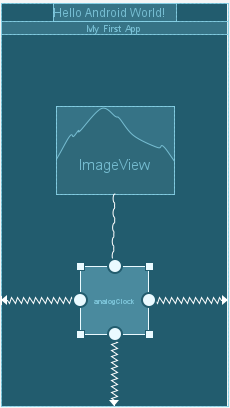 Hello Android World!
My First App
ImageView
analogClock